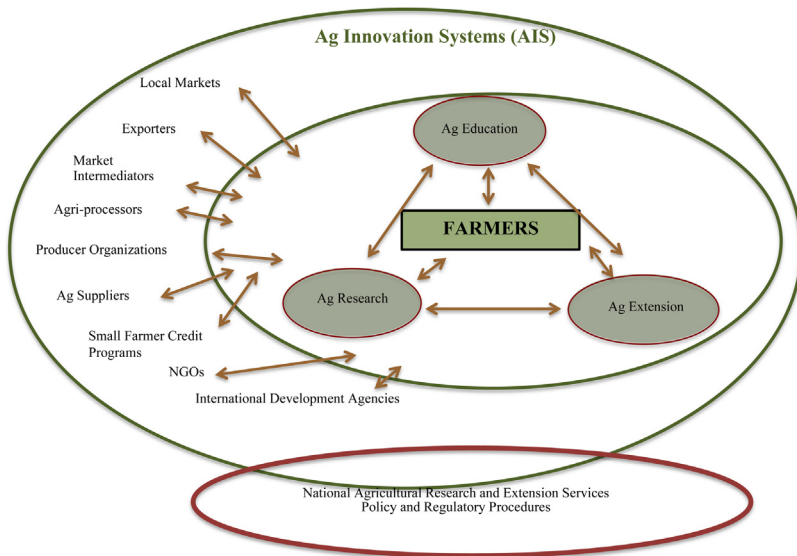 Ag Innovation Systems (AIS)
Local Markets
Exporters
Market
Intermediators
Agri-processors
Producer Organizations
Ag Suppliers
Small Farmer Credit
Programs
NGOs
International Development Agencies
Ag Education
FARMERS
Ag Research
Ag Extension
National Agricultural Research and Extension Services
Policy and Regulatory Procedures